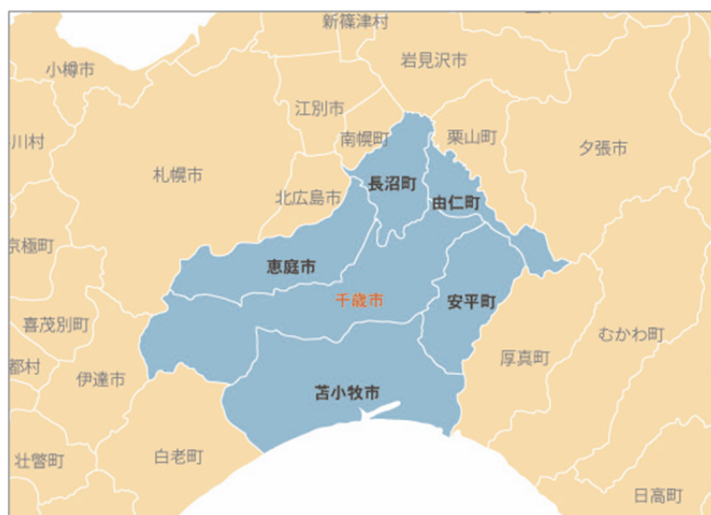 新篠津村
岩見沢市
小樽市
江別市
南幌町
栗山町
川村
夕張市
札幌市
長沼町
北広島市
由仁町
京極町
恵庭市
千歳市
安平町
喜茂別町
むかわ町
都村
厚真町
伊達市
苫小牧市
白老町
壮瞥町
日高町